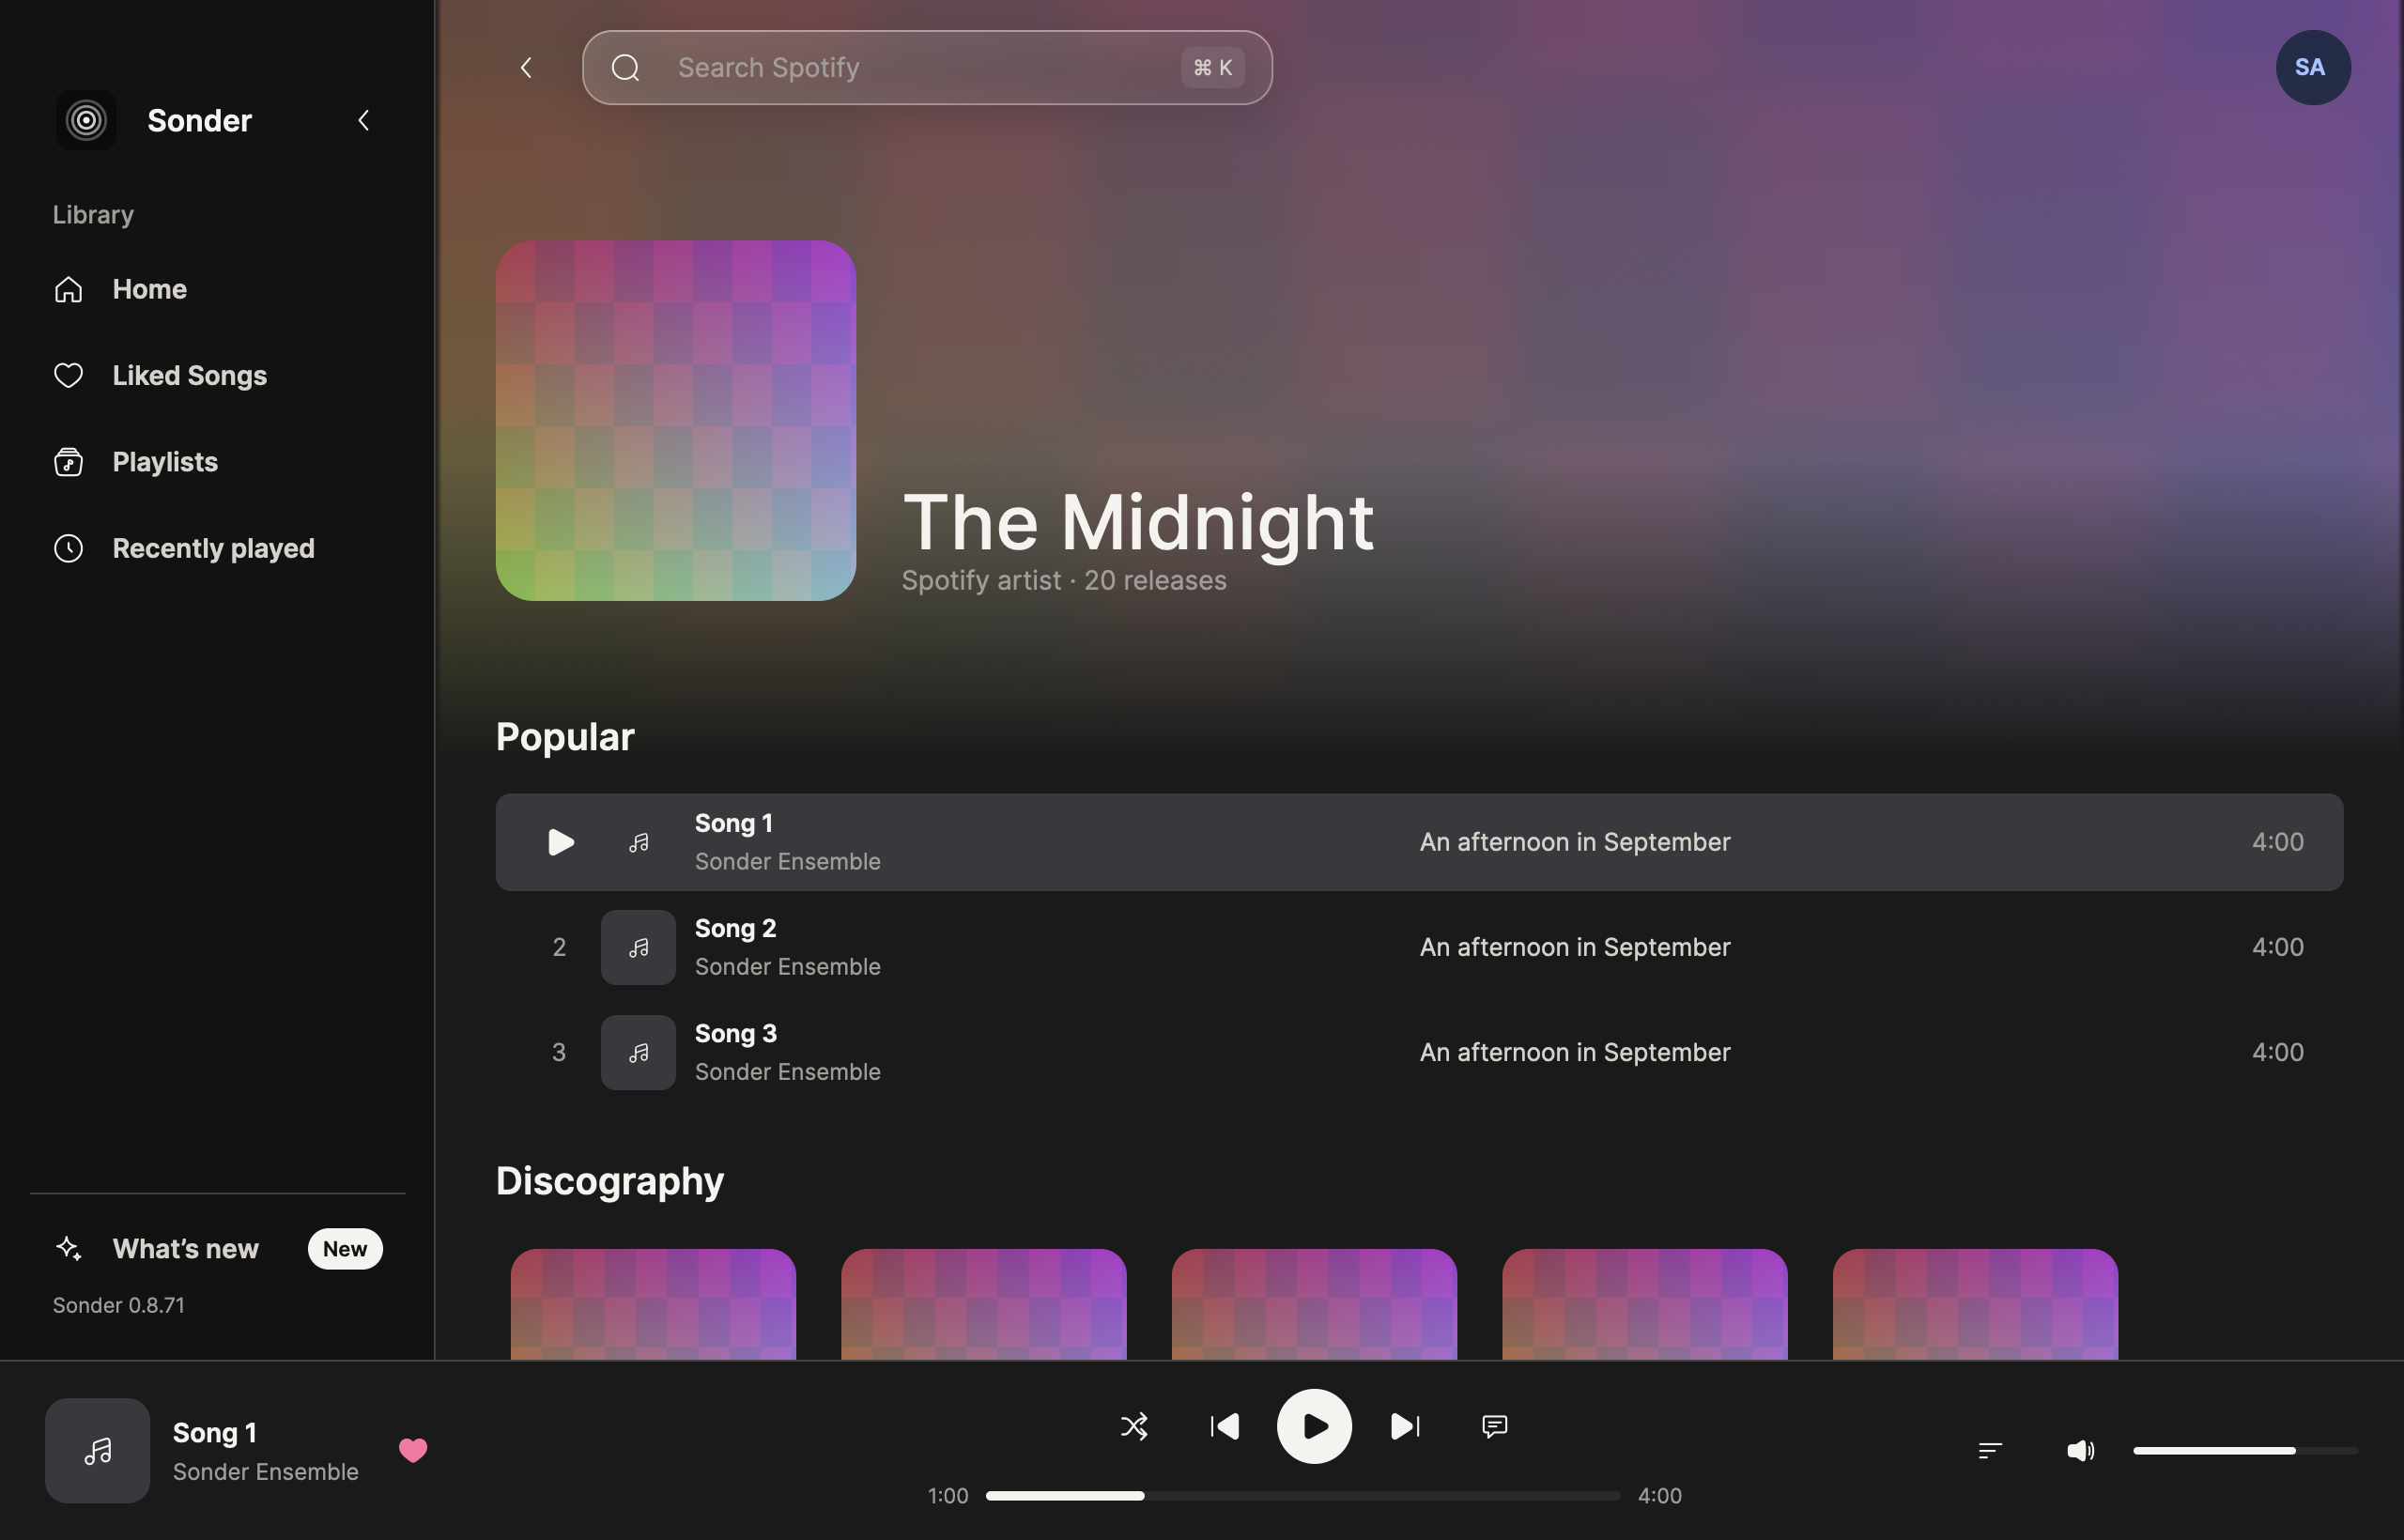 Sonder
Library
Home
Liked Songs
Playlists
Recently played
What’s new
New
Sonder 0.8.71
Search Spotify
⌘ K
SA
The Midnight
Spotify artist · 20 releases
Popular
Song 1
Sonder Ensemble
An afternoon in September
4:00
2
Song 2
Sonder Ensemble
An afternoon in September
4:00
3
Song 3
Sonder Ensemble
An afternoon in September
4:00
Discography
Song 1
Sonder Ensemble
1:00
4:00